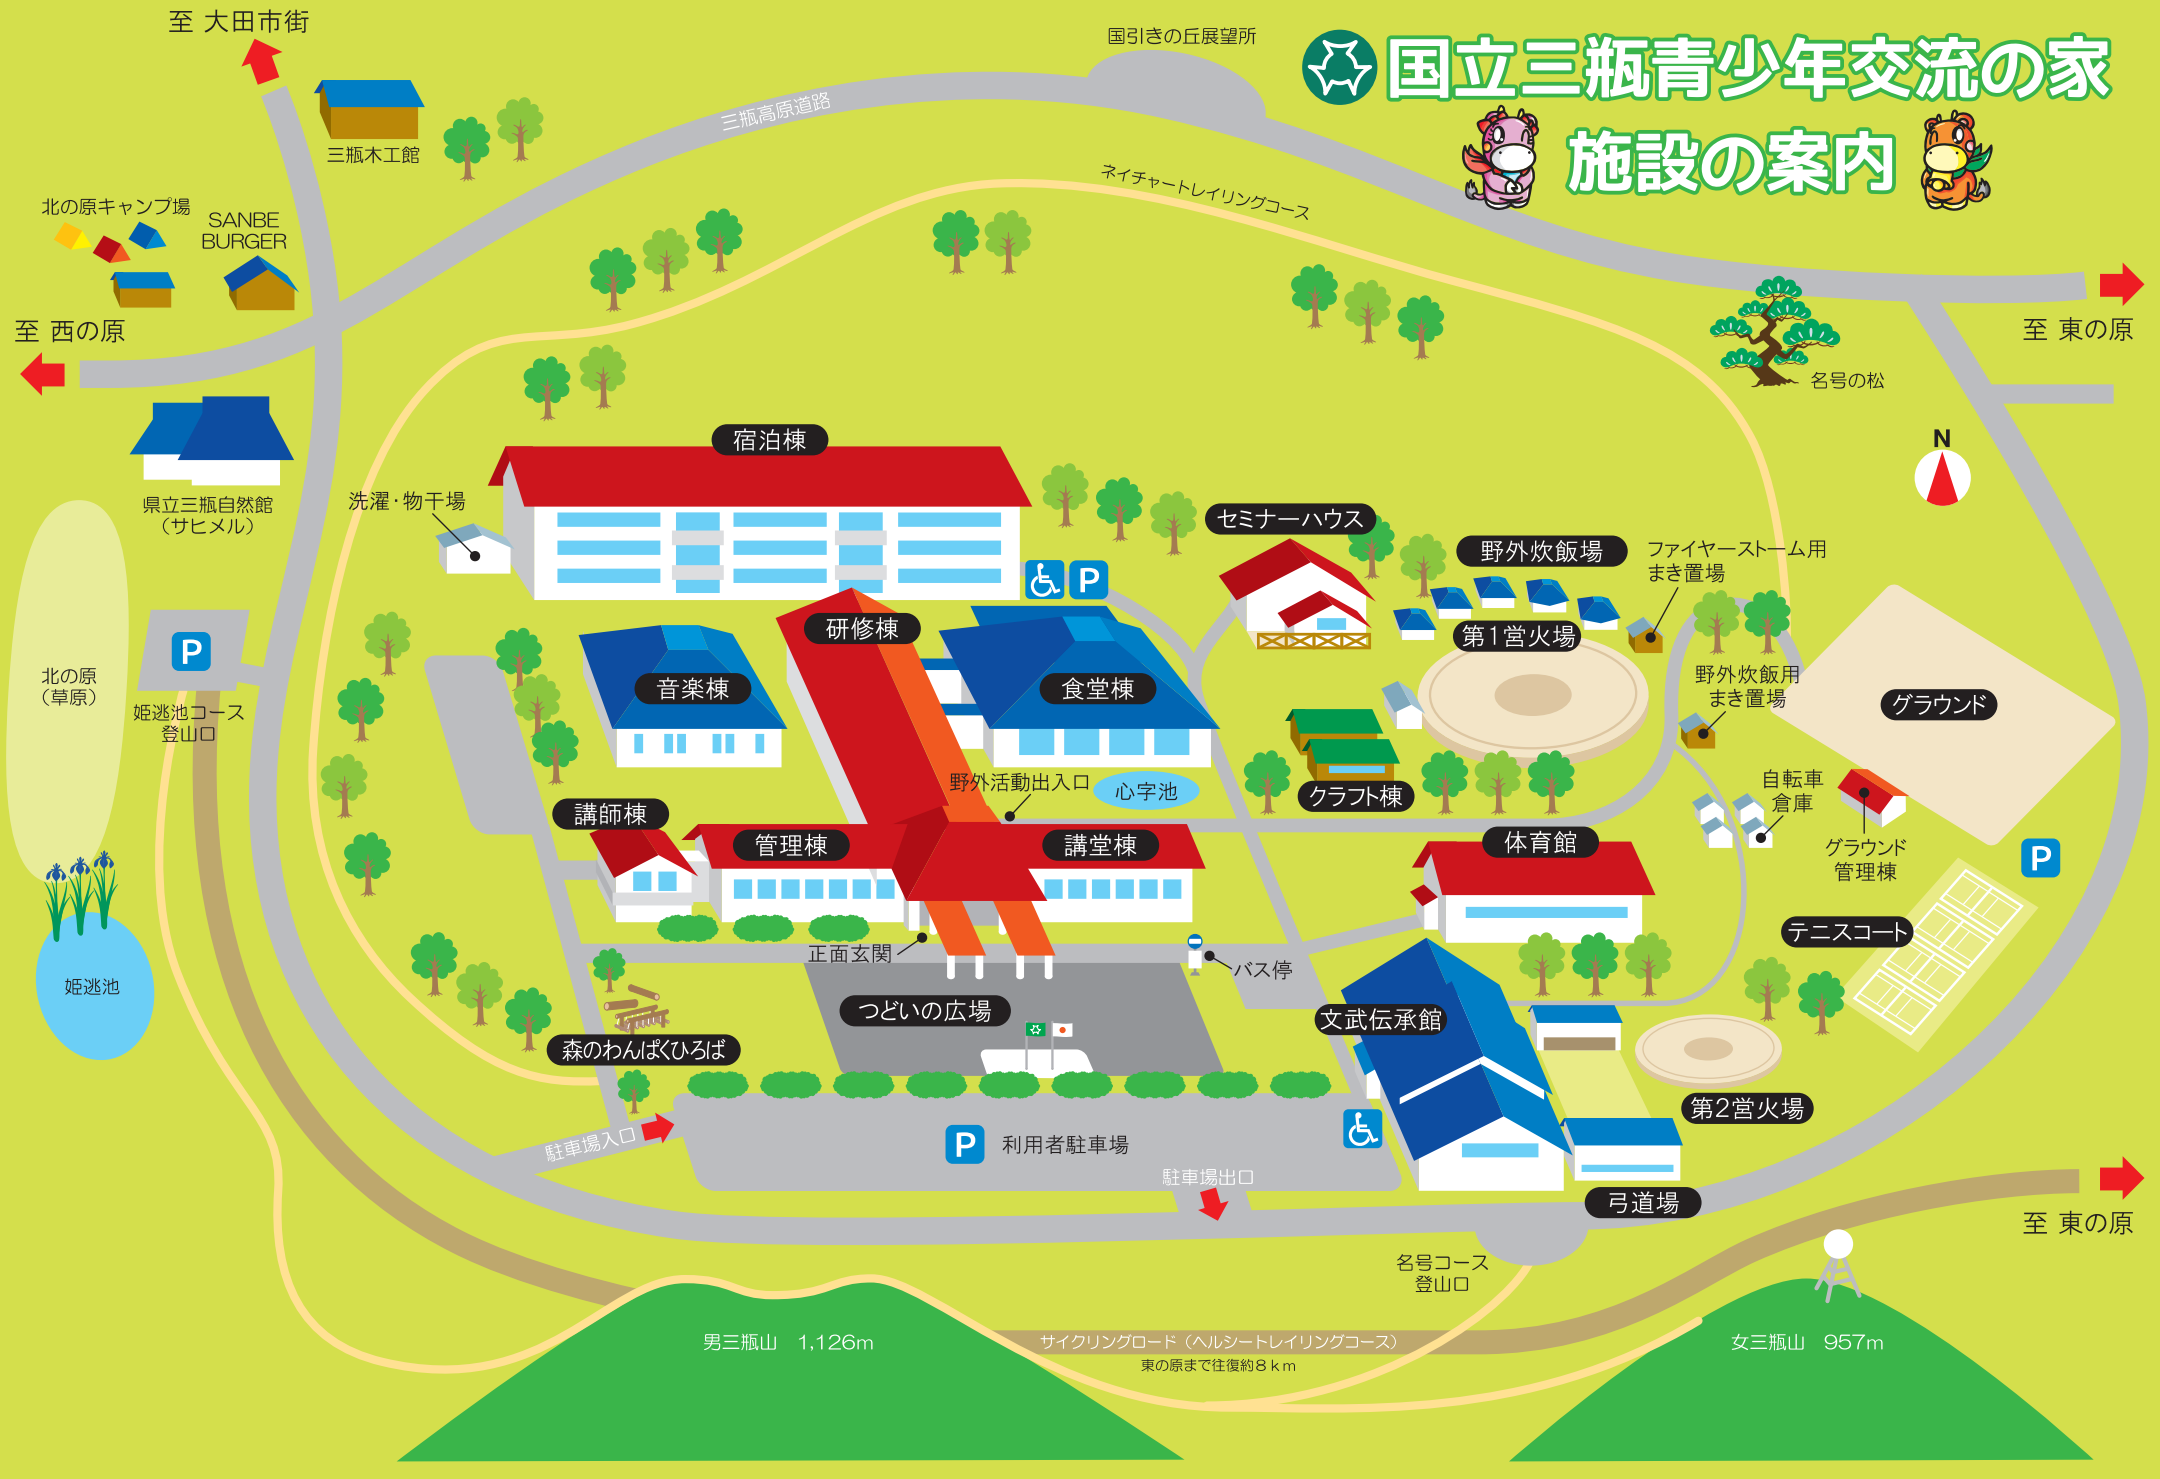 国立三瓶青少年交流の家
施設の案内
至 大田市街
国引きの丘展望所
三瓶高原道路
三瓶木工館
ネイチャートレイリングコース
北の原キャンプ場
SANBE
BURGER
至 西の原
至 東の原
名号の松
N
県立三瓶自然館
（サヒメル）
洗濯・物干場
宿泊棟
セミナーハウス
野外炊飯場
ファイヤーストーム用
まき置場
P
研修棟
第1営火場
北の原
（草原）
P
姫逃池コース
登山口
音楽棟
食堂棟
野外炊飯用
まき置場
グラウンド
野外活動出入口
心字池
クラフト棟
自転車
倉庫
講師棟
管理棟
講堂棟
体育館
グラウンド
管理棟
P
テニスコート
正面玄関
バス停
姫逃池
つどいの広場
文武伝承館
森のわんぱくひろば
第2営火場
駐車場入口
P
利用者駐車場
駐車場出口
弓道場
至 東の原
名号コース
登山口
男三瓶山 1,126m
サイクリングロード（ヘルシートレイリングコース）
東の原まで往復約8km
女三瓶山 957m